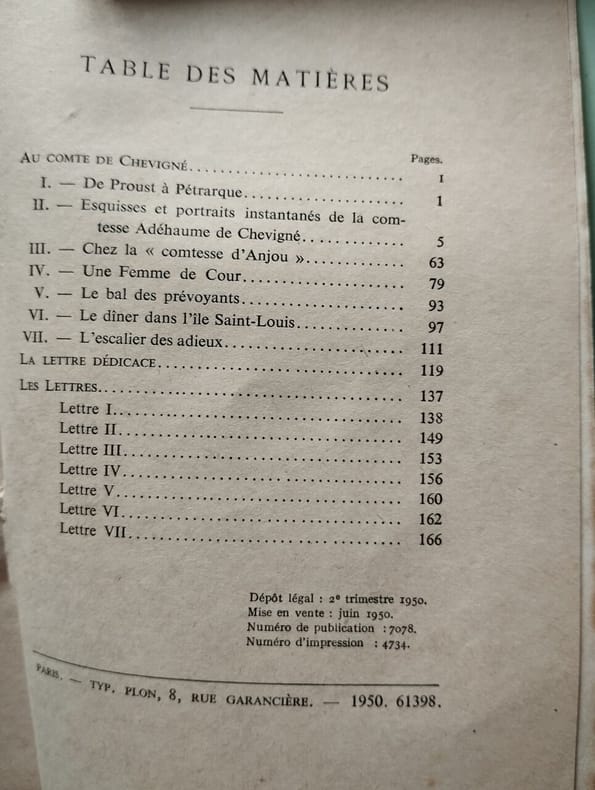 TABLE DES MATIÈRES
Pages.
AU COMTE DE CHEVIGNÉ........................... I
I. — De Proust à Pétrarque.................... 1
II. — Esquisses et portraits instantanés de la com-
tesse Adéhaume de Chevigné............ 5
III. — Chez la « comtesse d'Anjou »............ 63
IV. — Une Femme de Cour.................... 79
V. — Le bal des prévoyants.................... 93
VI. — Le dîner dans l'île Saint-Louis............ 97
VII. — L'escalier des adieux.................... 111
LA LETTRE DÉDICACE........................... 119
LES LETTRES.................................... 137
Lettre I.................................... 138
Lettre II.................................... 149
Lettre III.................................... 153
Lettre IV.................................... 156
Lettre V.................................... 160
Lettre VI.................................... 162
Lettre VII.................................... 166
Dépôt légal : 2e trimestre 1950.
Mise en vente : juin 1950.
Numéro de publication : 7078.
Numéro d'impression : 4734.
PARIS. — TYP. PLON, 8, RUE GARANCIÈRE. — 1950. 61398.